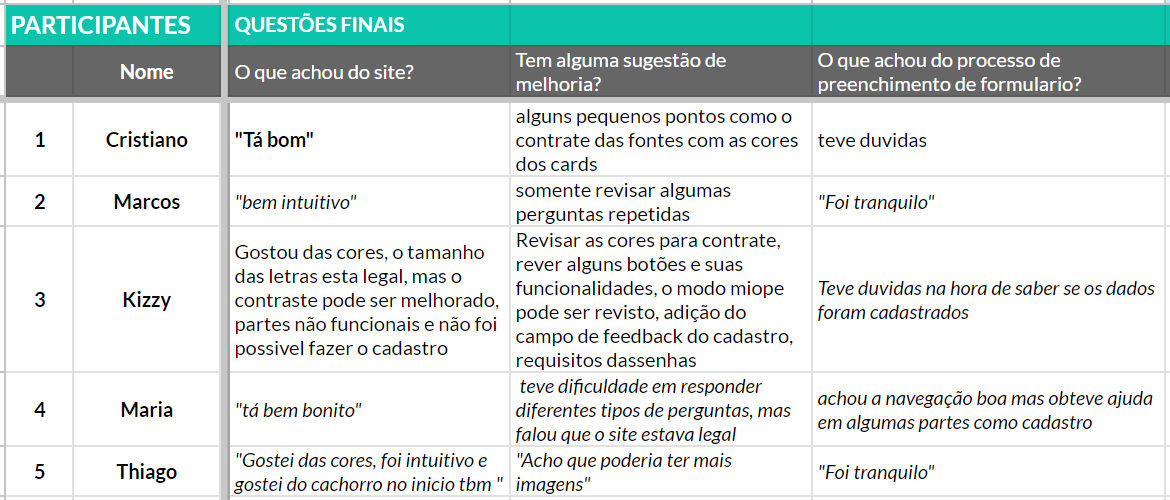 PARTICIPANTES
QUESTÕES FINAIS
Nome
O que achou do site?
Tem alguma sugestão de
melhoria?
O que achou do processo de
preenchimento de formulario?
1
Cristiano
"Tá bom"
alguns pequenos pontos como o
contrate das fontes com as cores
dos cards
teve duvidas
2
Marcos
"bem intuitivo"
somente revisar algumas
perguntas repetidas
"Foi tranquilo"
3
Kizzy
Gostou das cores, o tamanho
das letras esta legal, mas o
contraste pode ser melhorado,
partes não funcionais e não foi
possivel fazer o cadastro
Revisar as cores para contrate,
rever alguns botões e suas
funcionalidades, o modo miope
pode ser revisto, adição do
campo de feedback do cadastro,
requisitos dassenhas
Teve duvidas na hora de saber se os dados
foram cadastrados
4
Maria
"tá bem bonito"
teve dificuldade em responder
diferentes tipos de perguntas, mas
falou que o site estava legal
achou a navegação boa mas obteve ajuda
em algumas partes como cadastro
5
Thiago
"Gostei das cores, foi intuitivo e
gostei do cachorro no inicio tbm "
"Acho que poderia ter mais
imagens"
"Foi tranquilo"